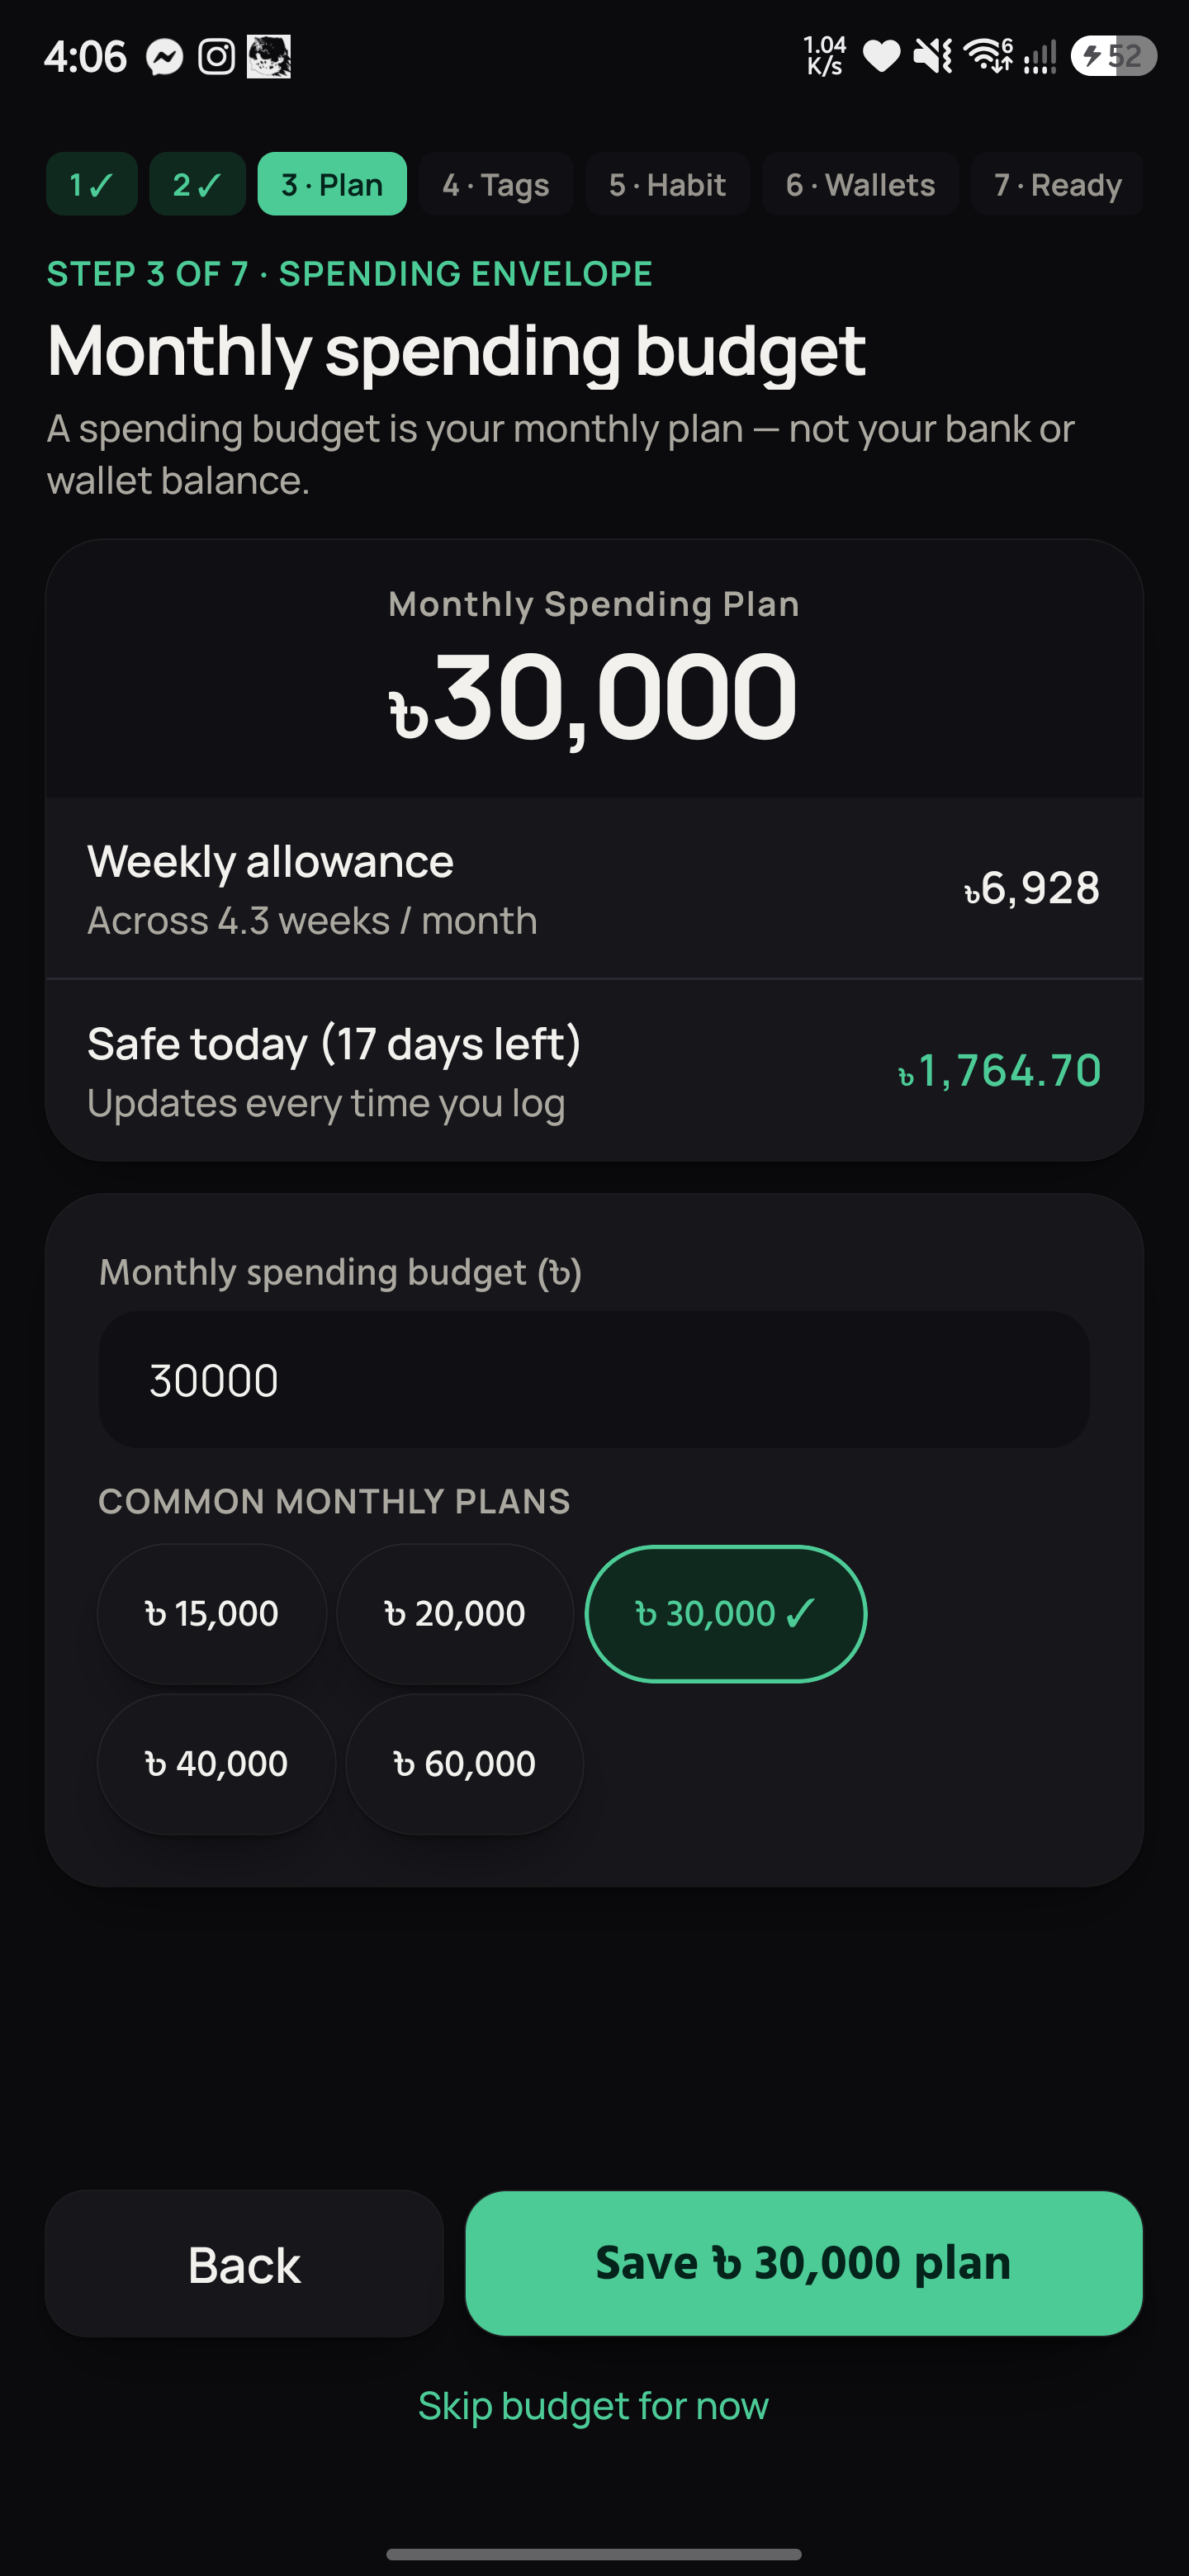 4:06
1.04 K/s
6
52
1 ✓ 2 ✓ 3 · Plan 4 · Tags 5 · Habit 6 · Wallets 7 · Ready
STEP 3 OF 7 · SPENDING ENVELOPE
Monthly spending budget
A spending budget is your monthly plan — not your bank or
wallet balance.
Monthly Spending Plan
৳30,000
Weekly allowance
Across 4.3 weeks / month
৳6,928
Safe today (17 days left)
Updates every time you log
৳1,764.70
Monthly spending budget (৳)
30000
COMMON MONTHLY PLANS
৳ 15,000 ৳ 20,000 ৳ 30,000 ✓
৳ 40,000 ৳ 60,000
Back Save ৳ 30,000 plan
Skip budget for now